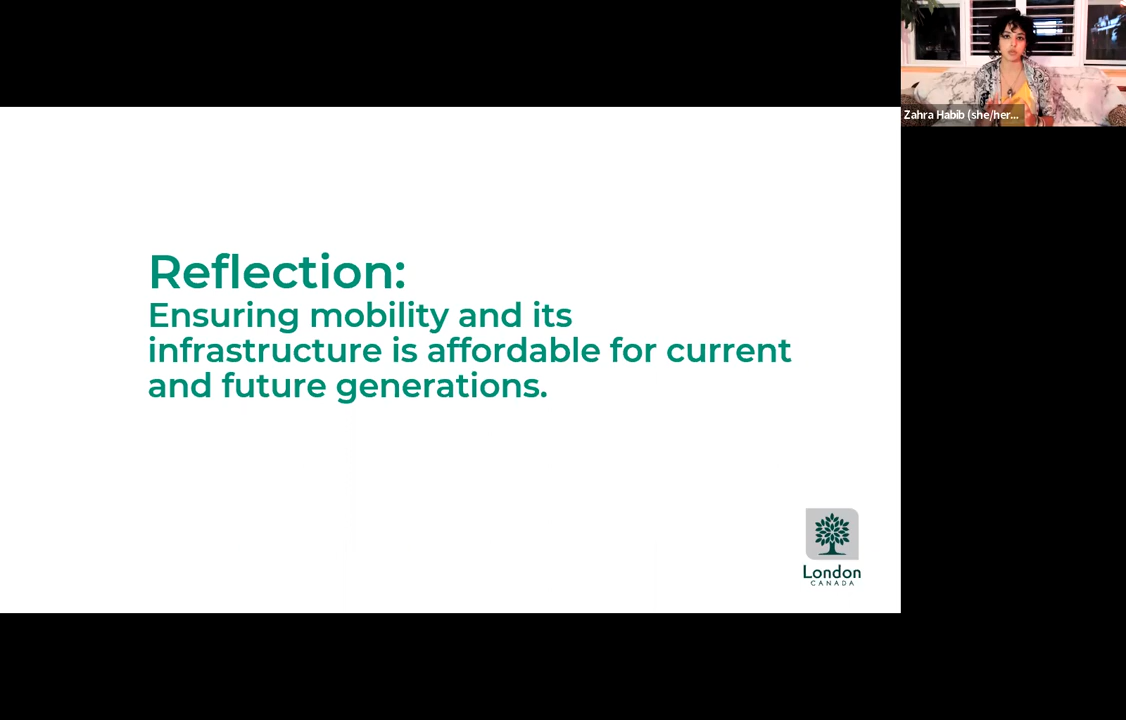 Zahra Habib (she/her...
Reflection:
Ensuring mobility and its
infrastructure is affordable for current
and future generations.
London
CANADA